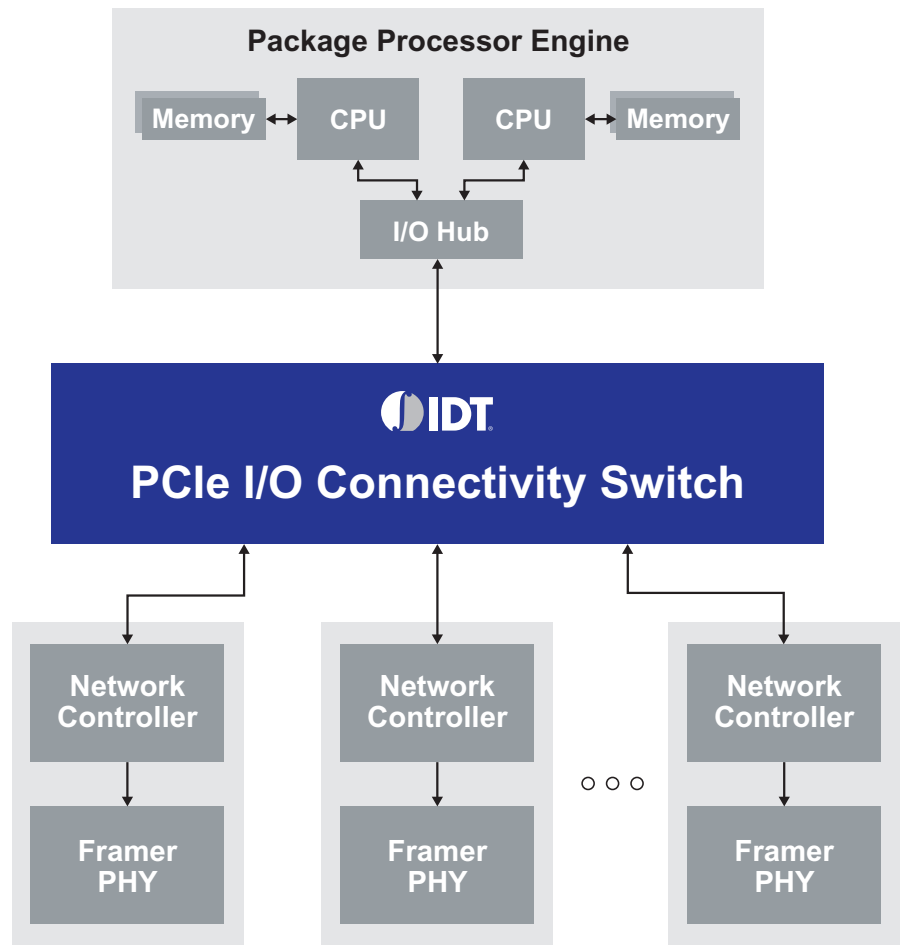 Package Processor Engine
Memory
CPU
CPU
Memory
I/O Hub
IDT
PCIe I/O Connectivity Switch
Network
Controller
Network
Controller
Network
Controller
Framer
PHY
Framer
PHY
Framer
PHY